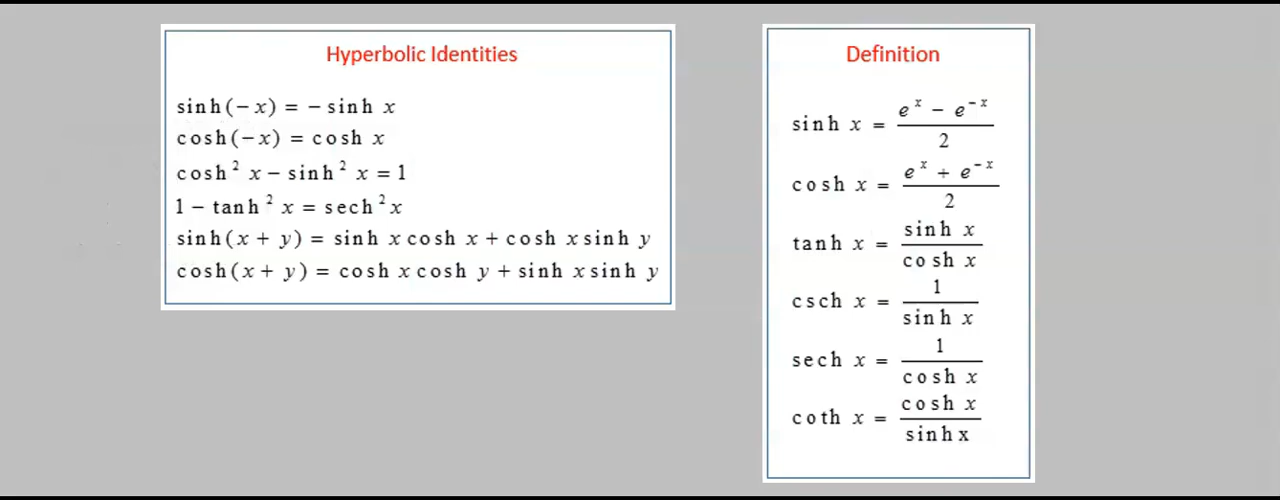 Hyperbolic Identities
sinh(−x) = − sinh x
cosh(−x) = cosh x
cosh² x − sinh² x = 1
1 − tanh² x = sech² x
sinh(x + y) = sinh x cosh x + cosh x sinh y
cosh(x + y) = cosh x cosh y + sinh x sinh y
Definition
sinh x = (eˣ − e⁻ˣ) / 2
cosh x = (eˣ + e⁻ˣ) / 2
tanh x = sinh x / cosh x
csch x = 1 / sinh x
sech x = 1 / cosh x
coth x = cosh x / sinh x